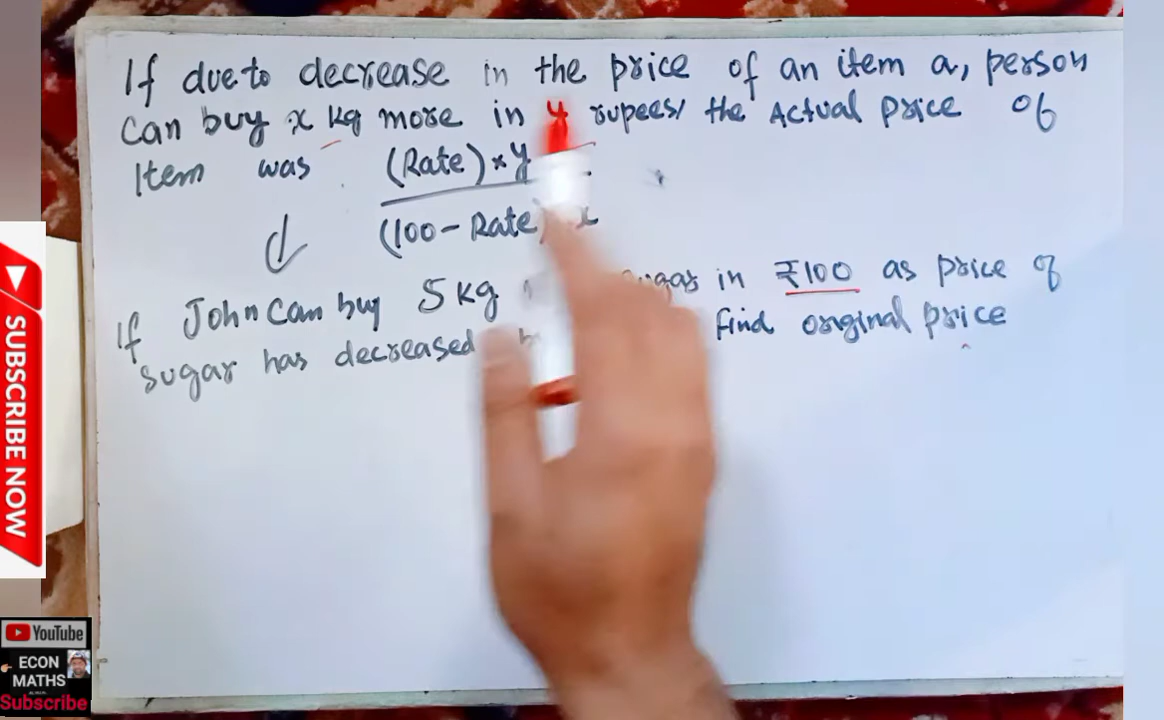 If due to decrease in the price of an item a, person
can buy x kg more in y rupees, the Actual price of
Item was (Rate) × y
(100 - Rate) x
If John can buy 5 kg sugar in ₹100 as price of
sugar has decreased find original price
SUBSCRIBE NOW
YouTube
ECON
MATHS
Subscribe